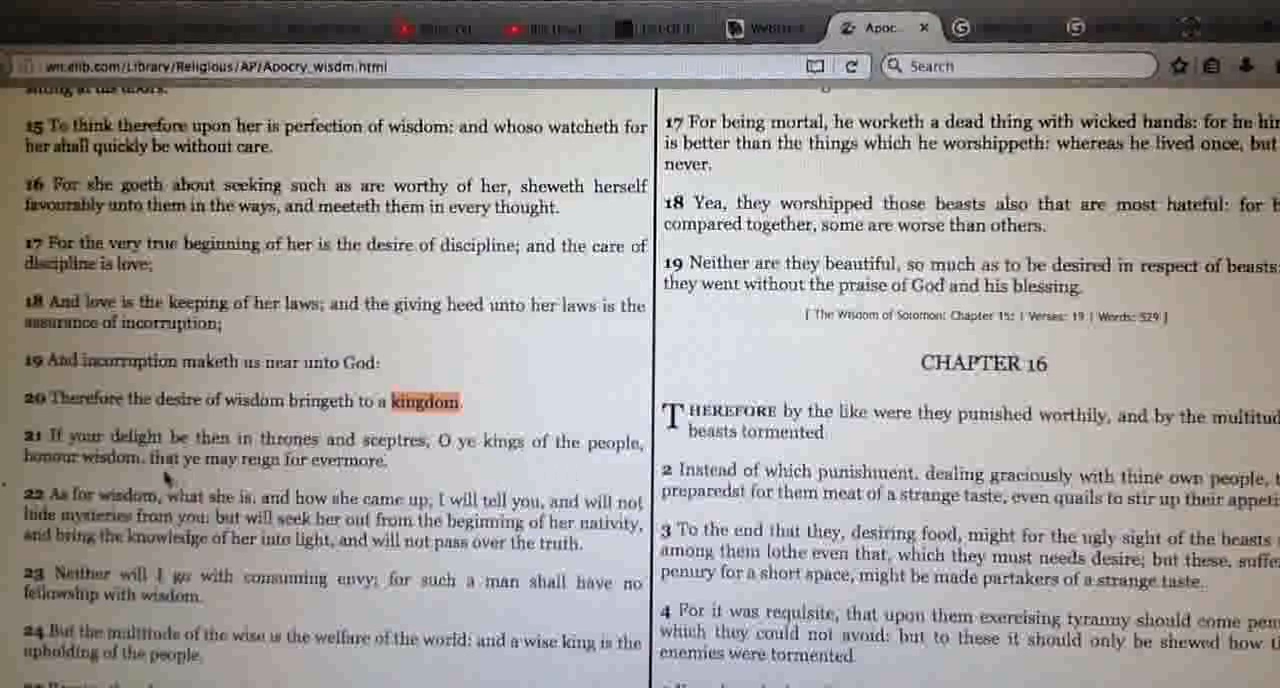 Apoc...
wn.elib.com/Library/Religious/AP/Apocry_wisdm.html
Search
15 To think therefore upon her is perfection of wisdom: and whoso watcheth for
her shall quickly be without care.
16 For she goeth about seeking such as are worthy of her, sheweth herself
favourably unto them in the ways, and meeteth them in every thought.
17 For the very true beginning of her is the desire of discipline; and the care of
discipline is love;
18 And love is the keeping of her laws; and the giving heed unto her laws is the
assurance of incorruption;
19 And incorruption maketh us near unto God:
20 Therefore the desire of wisdom bringeth to a kingdom.
21 If your delight be then in thrones and sceptres, O ye kings of the people,
honour wisdom, that ye may reign for evermore.
22 As for wisdom, what she is, and how she came up, I will tell you, and will not
hide mysteries from you: but will seek her out from the beginning of her nativity,
and bring the knowledge of her into light, and will not pass over the truth.
23 Neither will I go with consuming envy; for such a man shall have no
fellowship with wisdom.
24 But the multitude of the wise is the welfare of the world: and a wise king is the
upholding of the people.
17 For being mortal, he worketh a dead thing with wicked hands: for he
is better than the things which he worshippeth: whereas he lived once, but
never.
18 Yea, they worshipped those beasts also that are most hateful: for
compared together, some are worse than others.
19 Neither are they beautiful, so much as to be desired in respect of beasts:
they went without the praise of God and his blessing.
[ The Wisdom of Solomon: Chapter 15: | Verses: 19 | Words: 329 ]
CHAPTER 16
THEREFORE by the like were they punished worthily, and by the
beasts tormented.
2 Instead of which punishment, dealing graciously with thine own people,
preparedst for them meat of a strange taste, even quails to stir up their
3 To the end that they, desiring food, might for the ugly sight of the beasts
among them lothe even that, which they must needs desire; but these,
penury for a short space, might be made partakers of a strange taste.
4 For it was requisite, that upon them exercising tyranny should come
which they could not avoid: but to these it should only be shewed how
enemies were tormented.